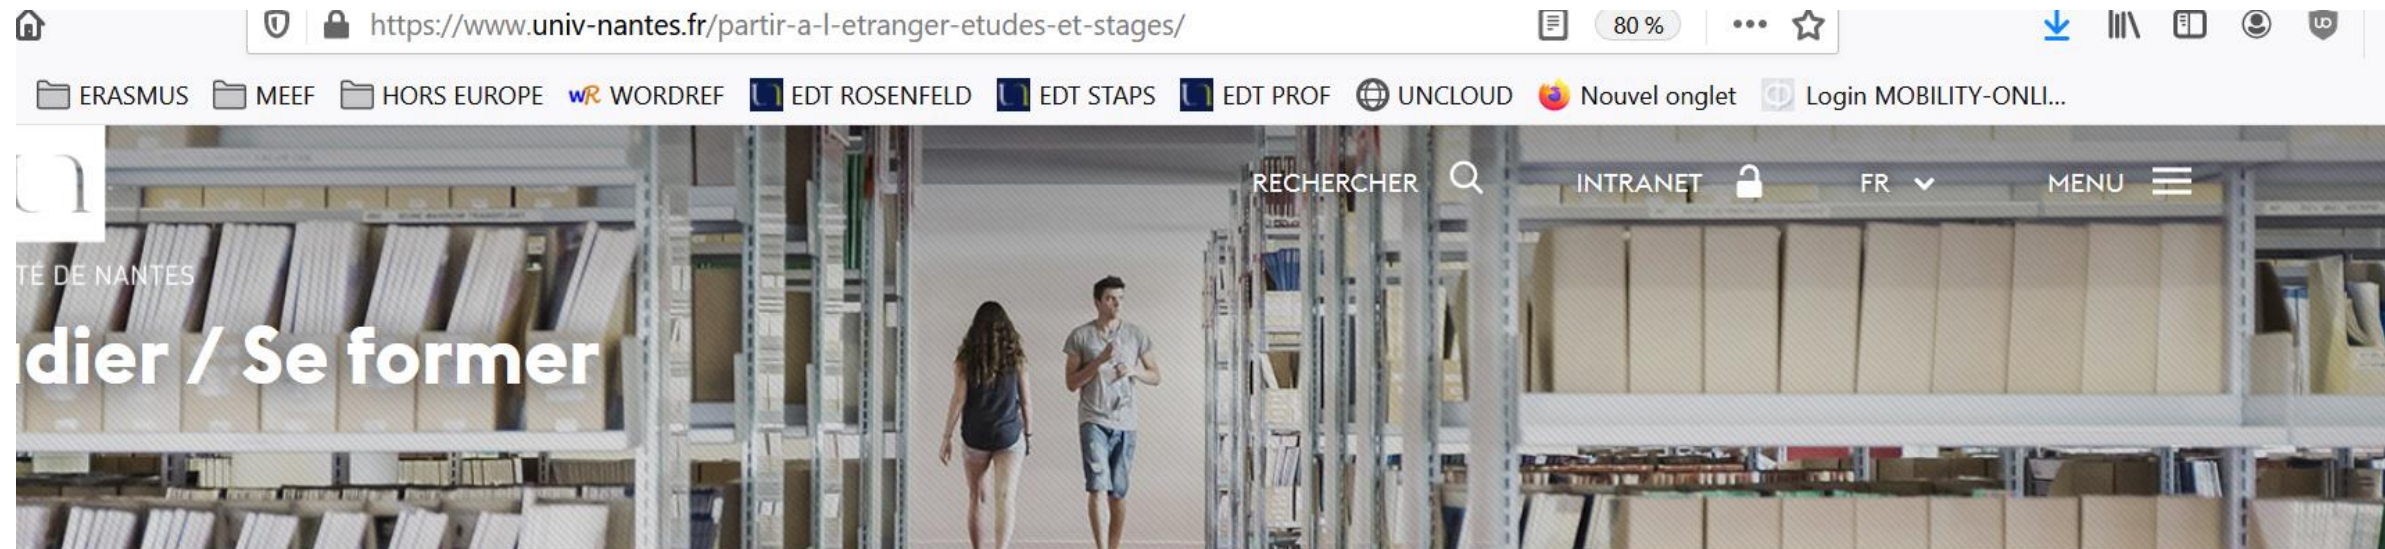 https://www.univ-nantes.fr/partir-a-l-etranger-etudes-et-stages/ 80 %
ERASMUS MEEF HORS EUROPE WR WORDREF EDT ROSENFELD EDT STAPS EDT PROF UNCLOUD Nouvel onglet Login MOBILITY-ONLI...
RECHERCHER INTRANET FR MENU
TÉ DE NANTES
dier / Se former